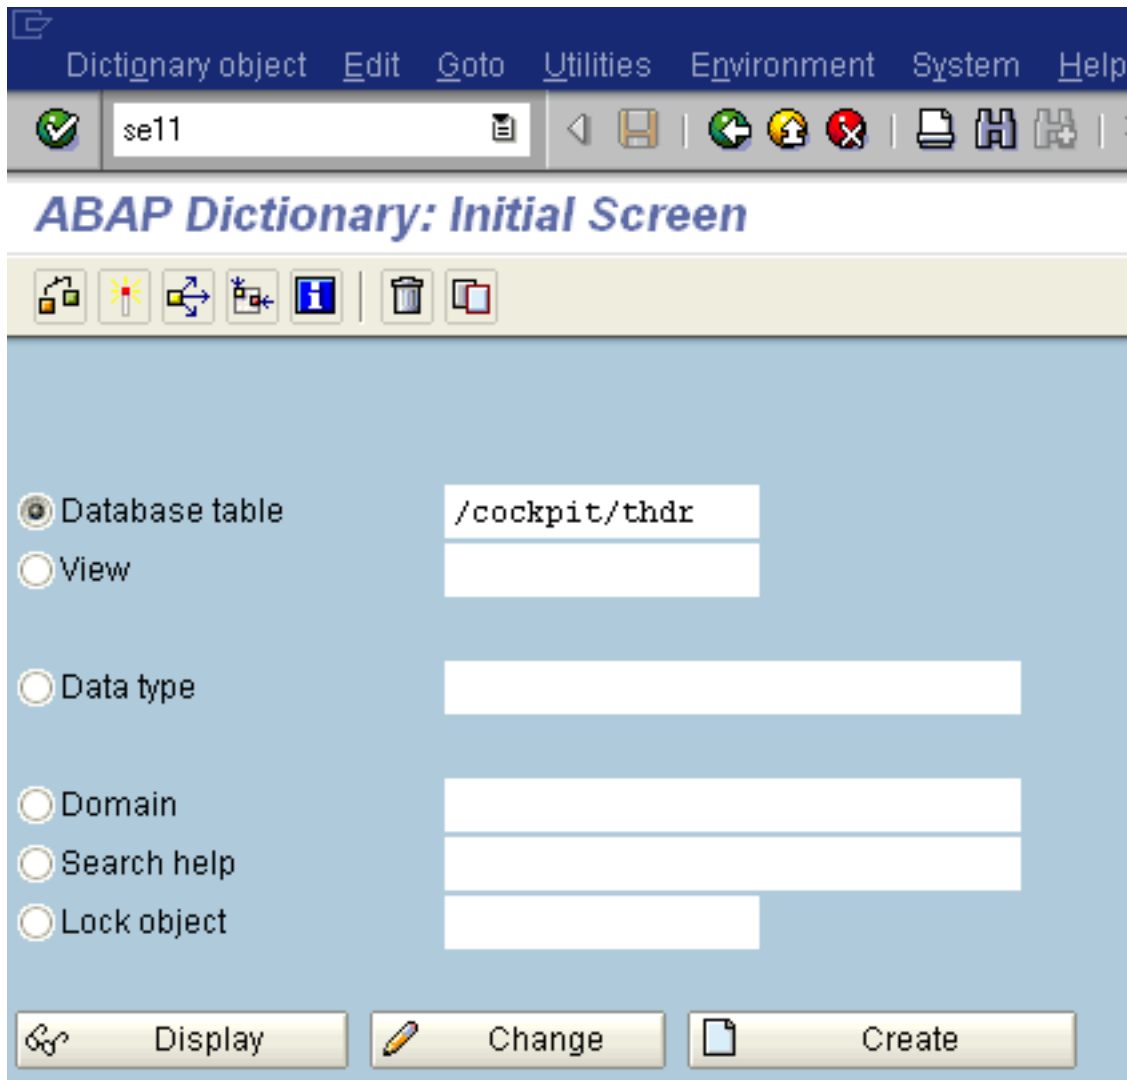 Dictionary object Edit Goto Utilities Environment System Help
se11
ABAP Dictionary: Initial Screen
Database table /cockpit/thdr
View
Data type
Domain
Search help
Lock object
Display Change Create